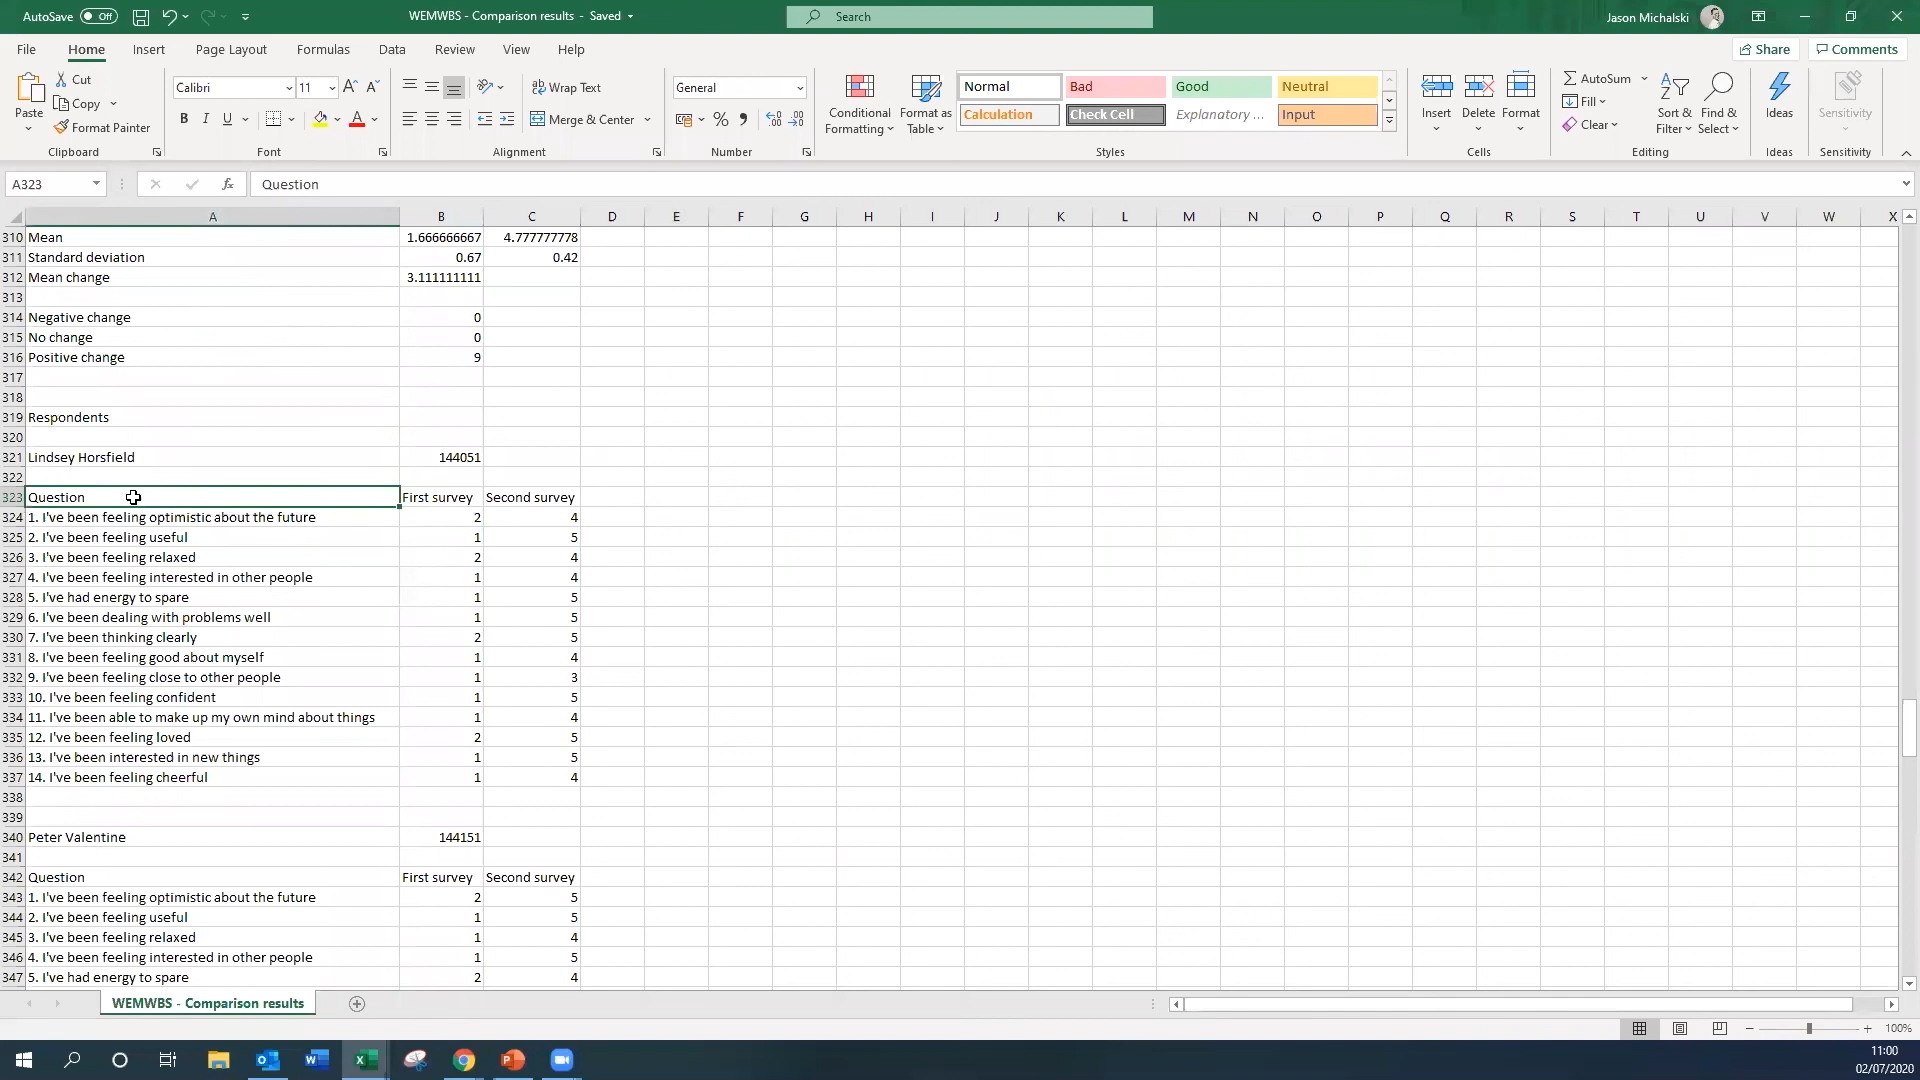 AutoSave Off WEMWBS - Comparison results - Saved Search Jason Michalski
File Home Insert Page Layout Formulas Data Review View Help Share Comments
Paste Cut Copy Format Painter Clipboard
Calibri 11 A A B I U A Font
Wrap Text Merge & Center Alignment
General % Number
Conditional Formatting Format as Table
Normal Bad Good Neutral
Calculation Check Cell Explanatory ... Input
Styles
Insert Delete Format Cells
AutoSum Fill Clear Sort & Filter Find & Select Editing
Ideas Ideas Sensitivity Sensitivity
A323 fx Question
A B C D E F G H I J K L M N O P Q R S T U V W X
310 Mean 1.666666667 4.777777778
311 Standard deviation 0.67 0.42
312 Mean change 3.111111111
313
314 Negative change 0
315 No change 0
316 Positive change 9
317
318
319 Respondents
320
321 Lindsey Horsfield 144051
322
323 Question First survey Second survey
324 1. I've been feeling optimistic about the future 2 4
325 2. I've been feeling useful 1 5
326 3. I've been feeling relaxed 2 4
327 4. I've been feeling interested in other people 1 4
328 5. I've had energy to spare 1 5
329 6. I've been dealing with problems well 1 5
330 7. I've been thinking clearly 2 5
331 8. I've been feeling good about myself 1 4
332 9. I've been feeling close to other people 1 3
333 10. I've been feeling confident 1 5
334 11. I've been able to make up my own mind about things 1 4
335 12. I've been feeling loved 2 5
336 13. I've been interested in new things 1 5
337 14. I've been feeling cheerful 1 4
338
339
340 Peter Valentine 144151
341
342 Question First survey Second survey
343 1. I've been feeling optimistic about the future 2 5
344 2. I've been feeling useful 1 5
345 3. I've been feeling relaxed 1 4
346 4. I've been feeling interested in other people 1 5
347 5. I've had energy to spare 2 4
WEMWBS - Comparison results
100%
11:00
02/07/2020